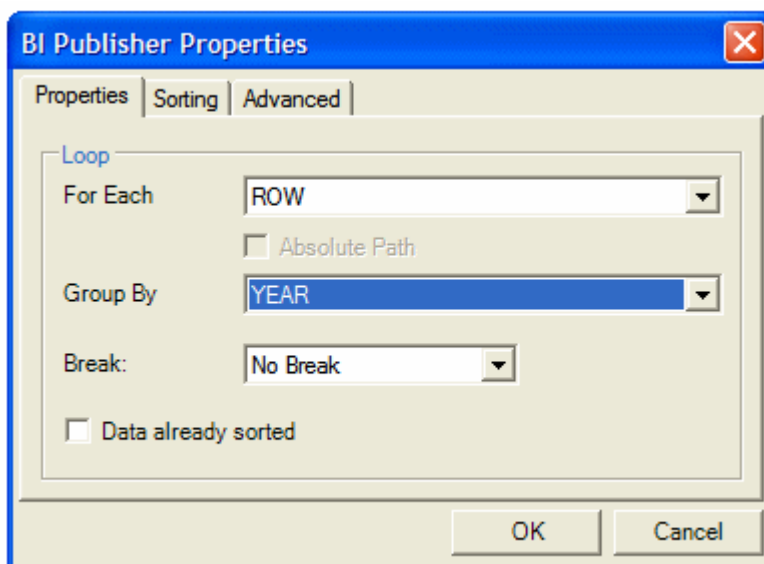 BI Publisher Properties
Properties Sorting Advanced
Loop
For Each ROW
Absolute Path
Group By YEAR
Break: No Break
Data already sorted
OK Cancel